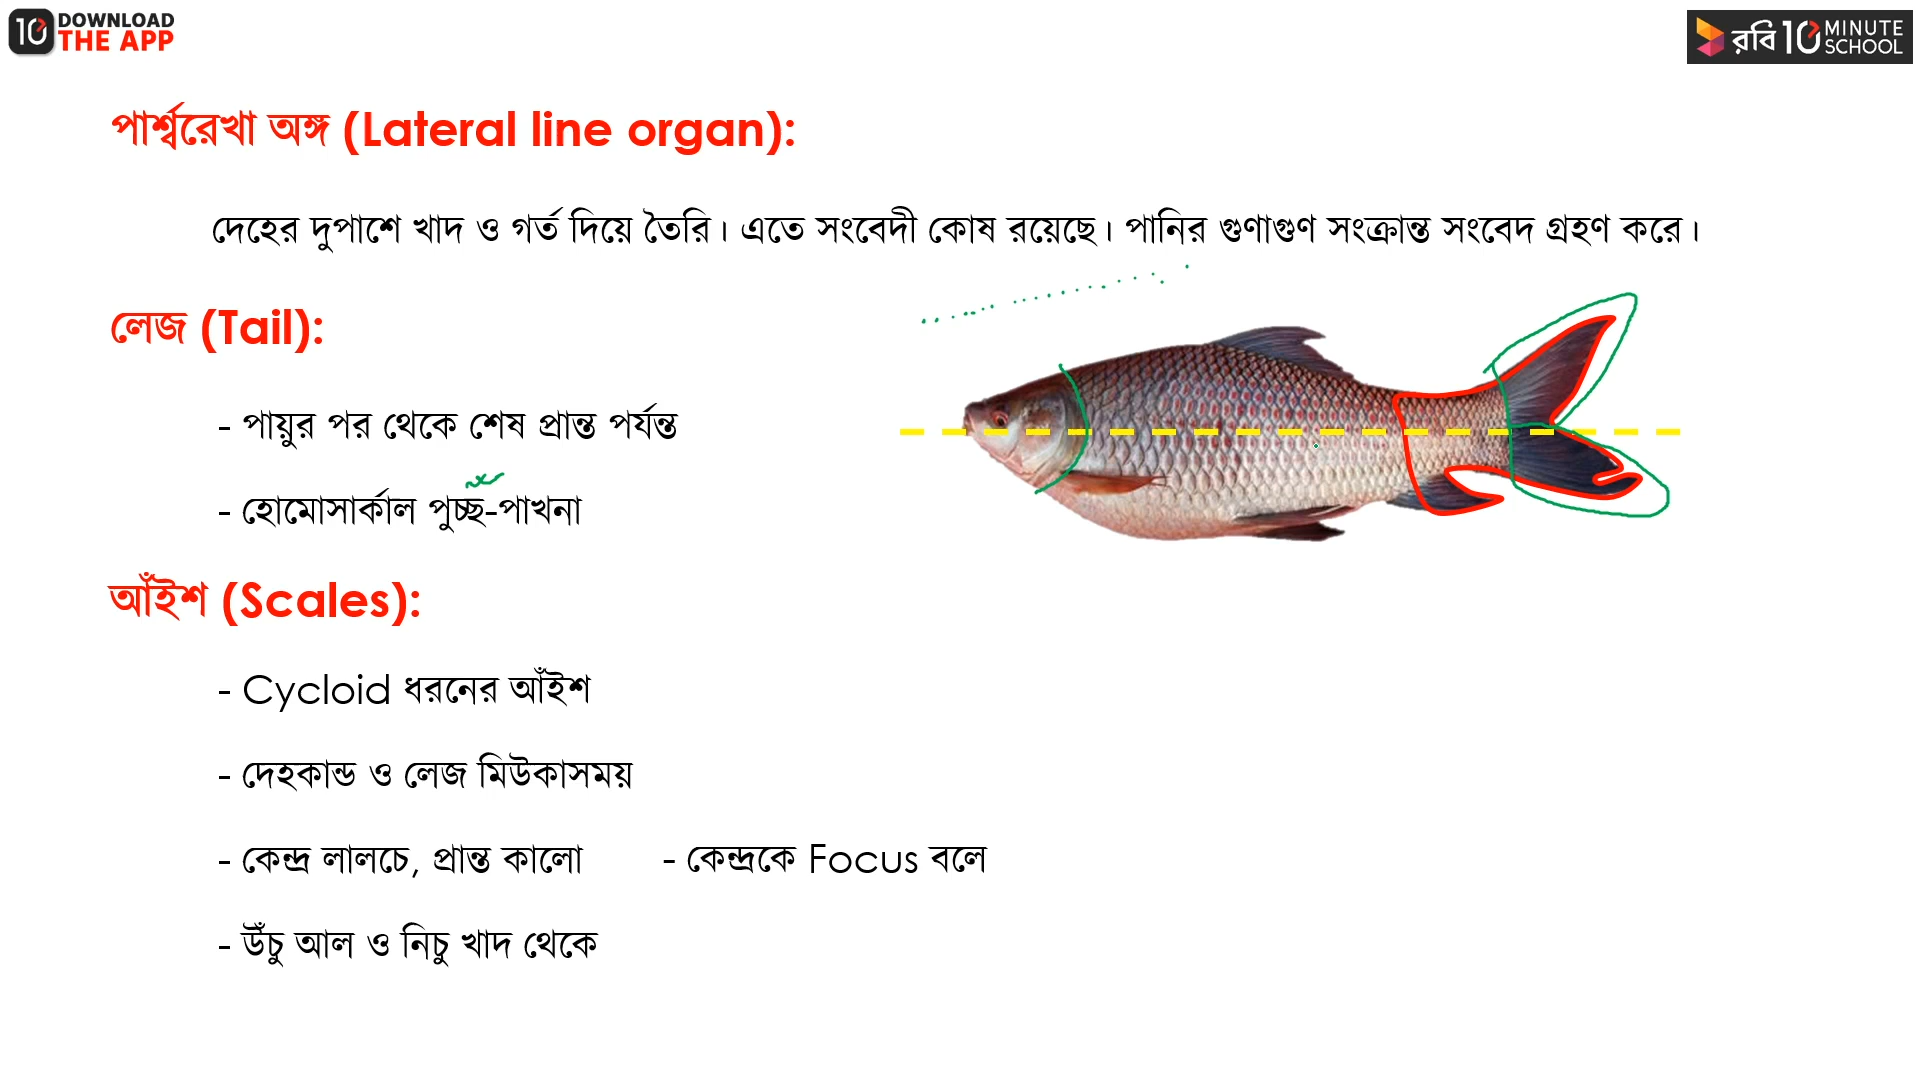 10 DOWNLOAD THE APP
রবি 10 MINUTE SCHOOL
পার্শ্বরেখা অঙ্গ (Lateral line organ):
দেহের দুপাশে খাদ ও গর্ত দিয়ে তৈরি। এতে সংবেদী কোষ রয়েছে। পানির গুণাগুণ সংক্রান্ত সংবেদ গ্রহণ করে।
লেজ (Tail):
- পায়ুর পর থেকে শেষ প্রান্ত পর্যন্ত
- হোমোসার্কাল পুচ্ছ-পাখনা
আঁইশ (Scales):
- Cycloid ধরনের আঁইশ
- দেহকান্ড ও লেজ মিউকাসময়
- কেন্দ্র লালচে, প্রান্ত কালো - কেন্দ্রকে Focus বলে
- উঁচু আল ও নিচু খাদ থেকে